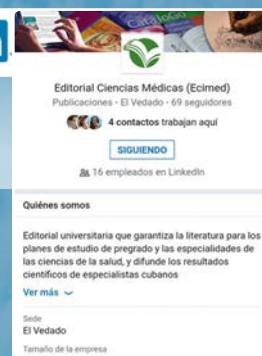 CATáLOGO
Editorial Ciencias Médicas (Ecimed)
Publicaciones - El Vedado - 69 seguidores
4 contactos trabajan aquí
SIGUIENDO
16 empleados en LinkedIn
Quiénes somos
Editorial universitaria que garantiza la literatura para los
planes de estudio de pregrado y las especialidades de
las ciencias de la salud, y difunde los resultados
científicos de especialistas cubanos
Ver más
Sede
El Vedado
Tamaño de la empresa